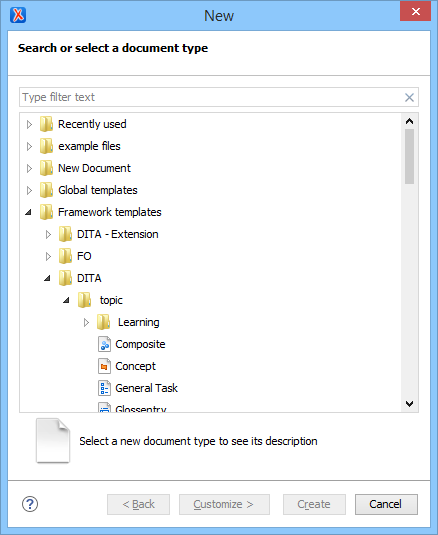 New
Search or select a document type
Type filter text
Recently used
example files
New Document
Global templates
Framework templates
DITA - Extension
FO
DITA
topic
Learning
Composite
Concept
General Task
Glossentry
Select a new document type to see its description
< Back
Customize >
Create
Cancel